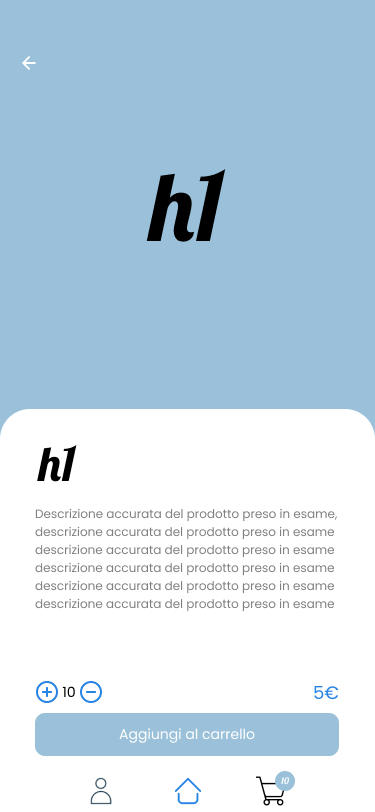 h1
h1
Descrizione accurata del prodotto preso in esame,
descrizione accurata del prodotto preso in esame
descrizione accurata del prodotto preso in esame
descrizione accurata del prodotto preso in esame
descrizione accurata del prodotto preso in esame
descrizione accurata del prodotto preso in esame
10
5€
Aggiungi al carrello
10